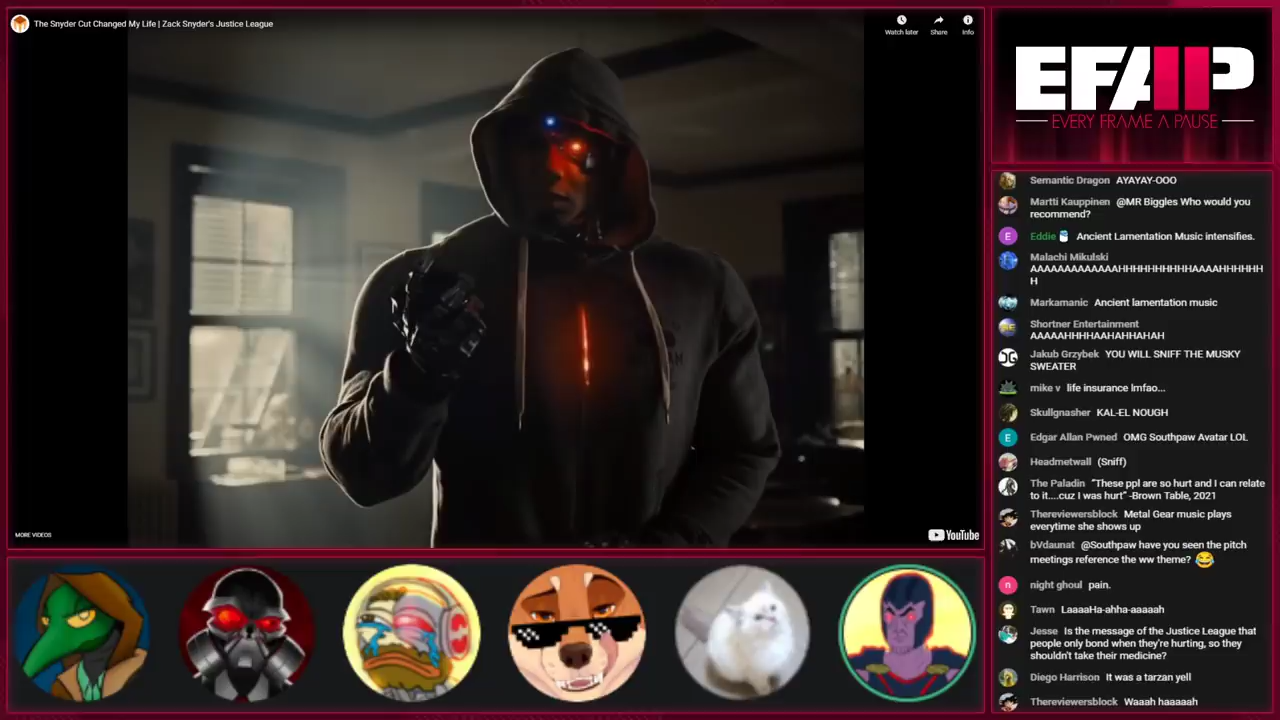 The Snyder Cut Changed My Life | Zack Snyder's Justice League
Watch later
Share
Info
MORE VIDEOS
YouTube
EFAP
EVERY FRAME A PAUSE
Semantic Dragon AYAYAY-OOO
Martti Kauppinen @MR Biggles Who would you
recommend?
Eddie Ancient Lamentation Music intensifies.
Malachi Mikulski
AAAAAAAAAAAAAHHHHHHHHHHAAAAHHHHHH
H
Markamanic Ancient lamentation music
Shortner Entertainment
AAAAAHHHHAAHAHHAHAH
Jakub Grzybek YOU WILL SNIFF THE MUSKY
SWEATER
mike v life insurance lmfao...
Skullgnasher KAL-EL NOUGH
Edgar Allan Pwned OMG Southpaw Avatar LOL
Headmetwall (Sniff)
The Paladin “These ppl are so hurt and I can relate
to it....cuz I was hurt” -Brown Table, 2021
Thereviewersblock Metal Gear music plays
everytime she shows up
bVdaunat @Southpaw have you seen the pitch
meetings reference the ww theme? 😂
night ghoul pain.
Tawn LaaaaHa-ahha-aaaaah
Jesse Is the message of the Justice League that
people only bond when they're hurting, so they
shouldn't take their medicine?
Diego Harrison It was a tarzan yell
Thereviewersblock Waaah haaaaah